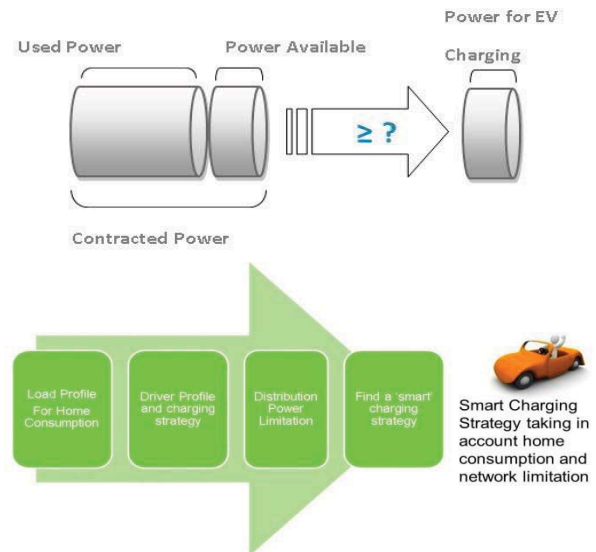 Power for EV
Used Power
Power Available
Charging
≥ ?
Contracted Power
Load Profile
For Home
Consumption
Driver Profile
and charging
strategy
Distribution
Power
Limitation
Find a 'smart'
charging
strategy
Smart Charging
Strategy taking in
account home
consumption and
network limitation